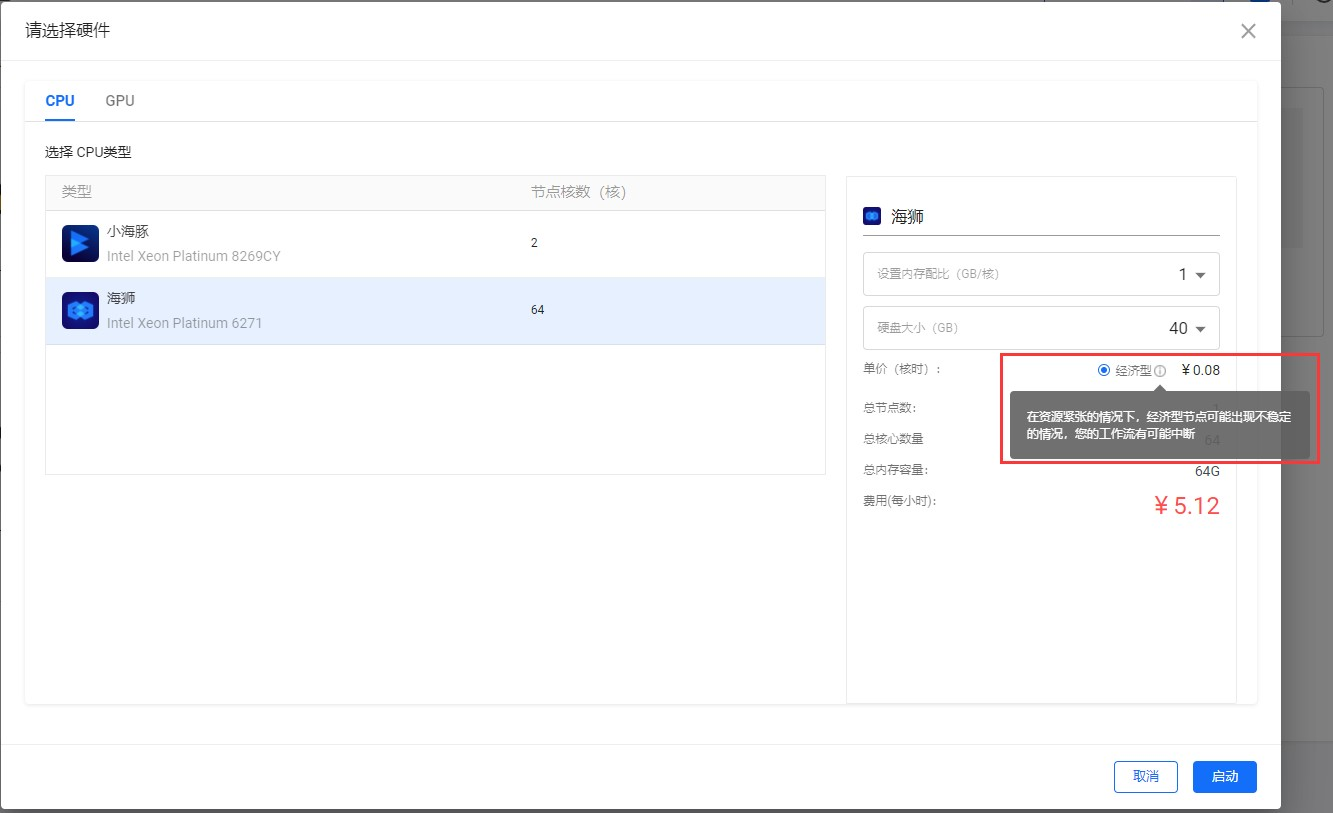 请选择硬件
CPU
GPU
选择 CPU类型
类型
节点核数（核）
小海豚
Intel Xeon Platinum 8269CY
2
海狮
Intel Xeon Platinum 6271
64
海狮
设置内存配比（GB/核）
1
硬盘大小（GB）
40
单价（核时）:
经济型
¥ 0.08
在资源紧张的情况下，经济型节点可能出现不稳定
的情况，您的工作流有可能中断
总节点数:
总核心数量
64
总内存容量:
64G
费用(每小时):
¥ 5.12
取消
启动